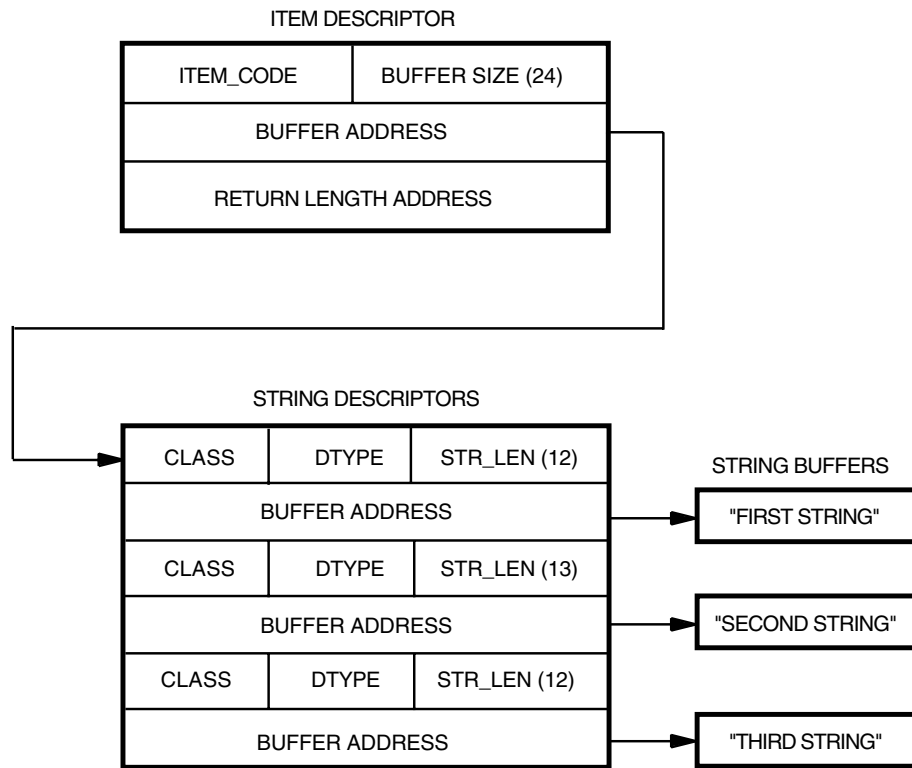 ITEM DESCRIPTOR
ITEM_CODE BUFFER SIZE (24)
BUFFER ADDRESS
RETURN LENGTH ADDRESS
STRING DESCRIPTORS
CLASS DTYPE STR_LEN (12)
STRING BUFFERS
BUFFER ADDRESS
"FIRST STRING"
CLASS DTYPE STR_LEN (13)
BUFFER ADDRESS
"SECOND STRING"
CLASS DTYPE STR_LEN (12)
BUFFER ADDRESS
"THIRD STRING"